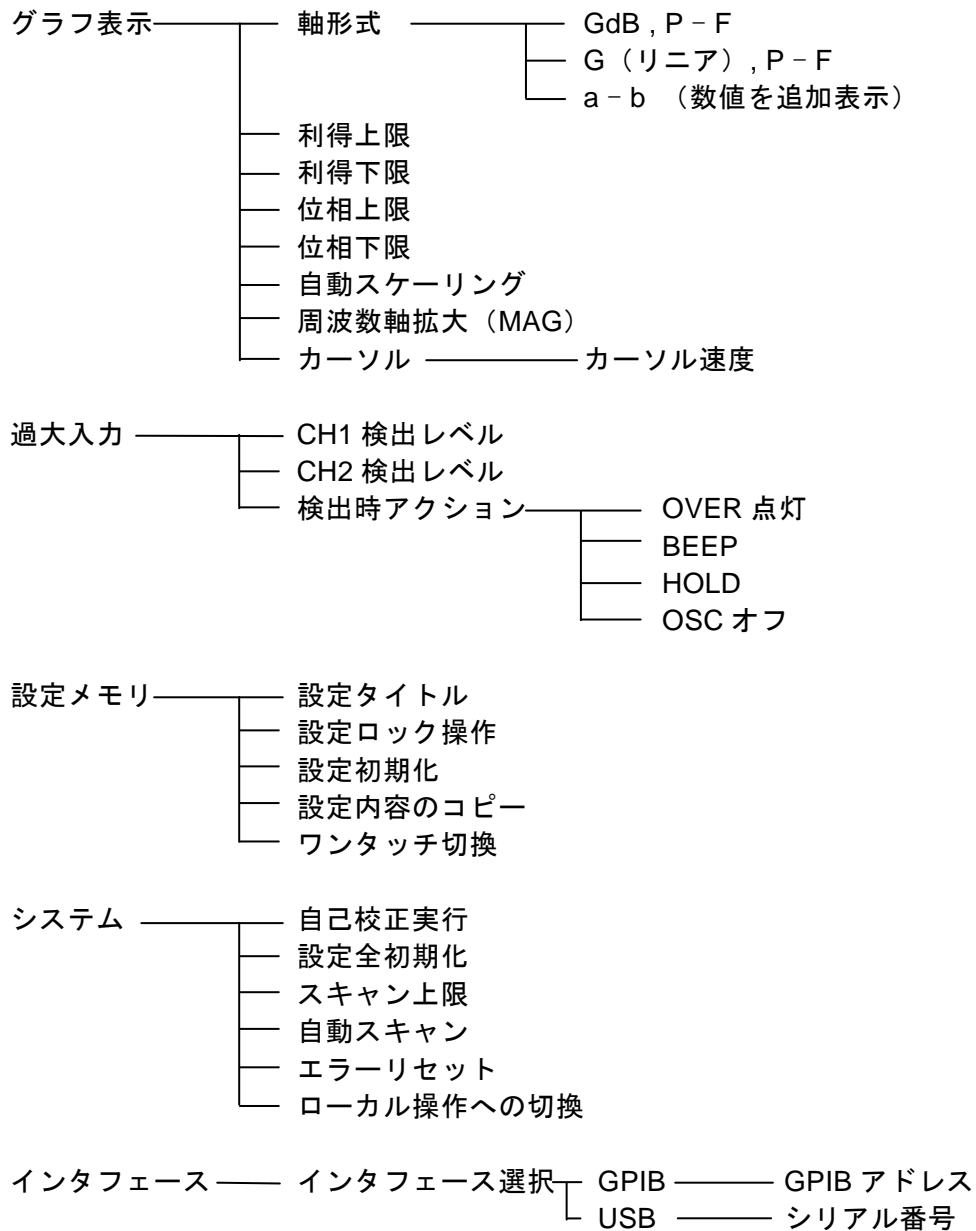 グラフ表示 軸形式 GdB , P－F
G（リニア）, P－F
a－b （数値を追加表示）
利得上限
利得下限
位相上限
位相下限
自動スケーリング
周波数軸拡大（MAG）
カーソル カーソル速度
過大入力 CH1 検出レベル
CH2 検出レベル
検出時アクション OVER 点灯
BEEP
HOLD
OSC オフ
設定メモリ 設定タイトル
設定ロック操作
設定初期化
設定内容のコピー
ワンタッチ切換
システム 自己校正実行
設定全初期化
スキャン上限
自動スキャン
エラーリセット
ローカル操作への切換
インタフェース インタフェース選択 GPIB GPIB アドレス
USB シリアル番号